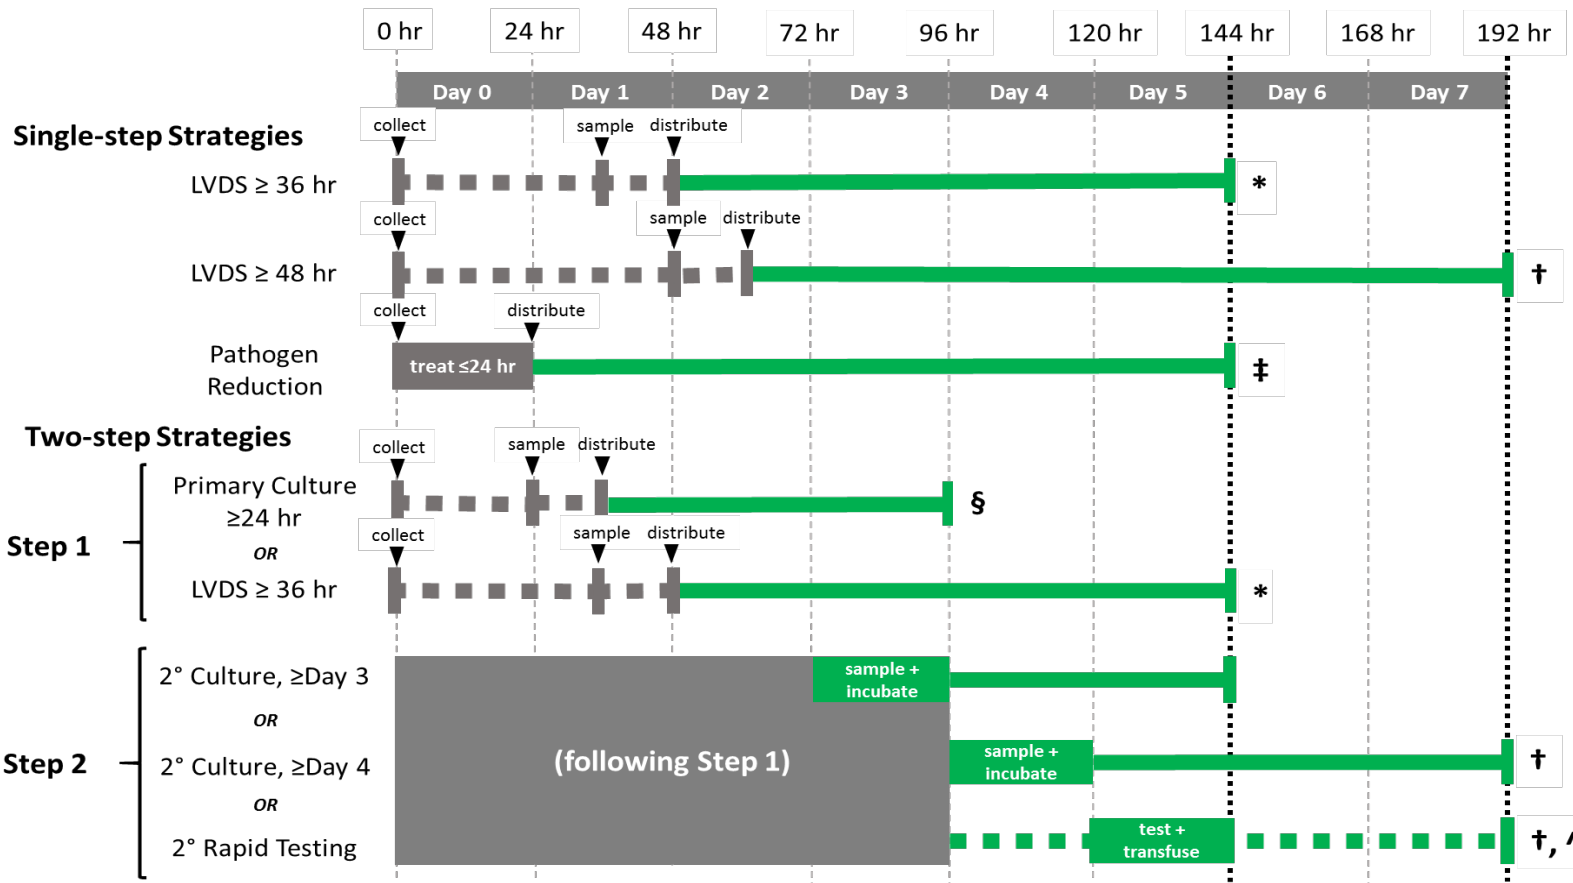 0 hr 24 hr 48 hr 72 hr 96 hr 120 hr 144 hr 168 hr 192 hr
Day 0 Day 1 Day 2 Day 3 Day 4 Day 5 Day 6 Day 7
Single-step Strategies
collect sample distribute
LVDS ≥ 36 hr *
collect sample distribute
LVDS ≥ 48 hr †
collect distribute
Pathogen
Reduction
treat ≤24 hr ‡
Two-step Strategies
collect sample distribute
Primary Culture
≥24 hr
§
Step 1
OR
collect sample distribute
LVDS ≥ 36 hr *
Step 2
(following Step 1)
2° Culture, ≥Day 3
sample +
incubate
OR
2° Culture, ≥Day 4
sample +
incubate
†
OR
2° Rapid Testing
test +
transfuse
†, ^